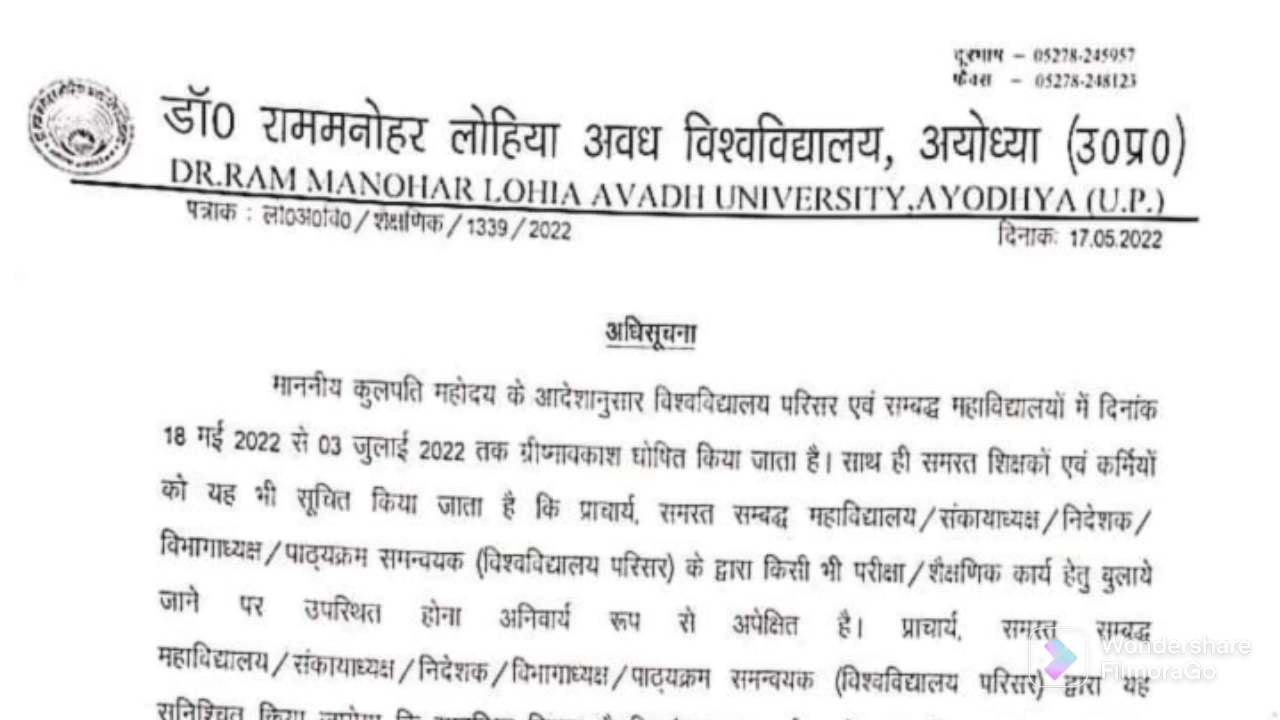 दूरभाष – 05278-245957
फैक्स – 05278-248123
डॉ0 राममनोहर लोहिया अवध विश्वविद्यालय, अयोध्या (उ0प्र0)
DR.RAM MANOHAR LOHIA AVADH UNIVERSITY,AYODHYA (U.P.)
पत्रांक : लो0अ0वि0/शैक्षणिक/1339/2022
दिनांकः 17.05.2022
अधिसूचना
माननीय कुलपति महोदय के आदेशानुसार विश्वविद्यालय परिसर एवं सम्बद्ध महाविद्यालयों में दिनांक
18 मई 2022 से 03 जुलाई 2022 तक ग्रीष्मावकाश घोषित किया जाता है। साथ ही समस्त शिक्षकों एवं कर्मियों
को यह भी सूचित किया जाता है कि प्राचार्य, समस्त सम्बद्ध महाविद्यालय/संकायाध्यक्ष/निदेशक/
विभागाध्यक्ष/पाठ्यक्रम समन्वयक (विश्वविद्यालय परिसर) के द्वारा किसी भी परीक्षा/शैक्षणिक कार्य हेतु बुलाये
जाने पर उपस्थित होना अनिवार्य रूप से अपेक्षित है। प्राचार्य, समस्त सम्बद्ध
महाविद्यालय/संकायाध्यक्ष/निदेशक/विभागाध्यक्ष/पाठ्यक्रम समन्वयक (विश्वविद्यालय परिसर) द्वारा यह
सुनिश्चित किया जायेगा कि
Wondershare
FilmoraGo